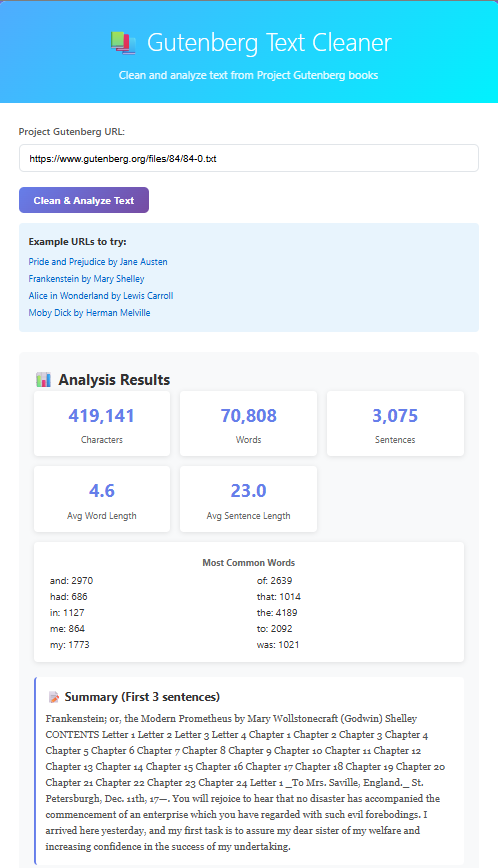 Gutenberg Text Cleaner
Clean and analyze text from Project Gutenberg books
Project Gutenberg URL:
https://www.gutenberg.org/files/84/84-0.txt
Clean & Analyze Text
Example URLs to try:
Pride and Prejudice by Jane Austen
Frankenstein by Mary Shelley
Alice in Wonderland by Lewis Carroll
Moby Dick by Herman Melville
Analysis Results
419,141
Characters
70,808
Words
3,075
Sentences
4.6
Avg Word Length
23.0
Avg Sentence Length
Most Common Words
and: 2970
of: 2639
had: 686
that: 1014
in: 1127
the: 4189
me: 864
to: 2092
my: 1773
was: 1021
Summary (First 3 sentences)
Frankenstein; or, the Modern Prometheus by Mary Wollstonecraft (Godwin) Shelley
CONTENTS Letter 1 Letter 2 Letter 3 Letter 4 Chapter 1 Chapter 2 Chapter 3 Chapter 4
Chapter 5 Chapter 6 Chapter 7 Chapter 8 Chapter 9 Chapter 10 Chapter 11 Chapter 12
Chapter 13 Chapter 14 Chapter 15 Chapter 16 Chapter 17 Chapter 18 Chapter 19 Chapter 20
Chapter 21 Chapter 22 Chapter 23 Chapter 24 Letter 1 _To Mrs. Saville, England._ St.
Petersburgh, Dec. 11th, 17—. You will rejoice to hear that no disaster has accompanied the
commencement of an enterprise which you have regarded with such evil forebodings. I
arrived here yesterday, and my first task is to assure my dear sister of my welfare and
increasing confidence in the success of my undertaking.